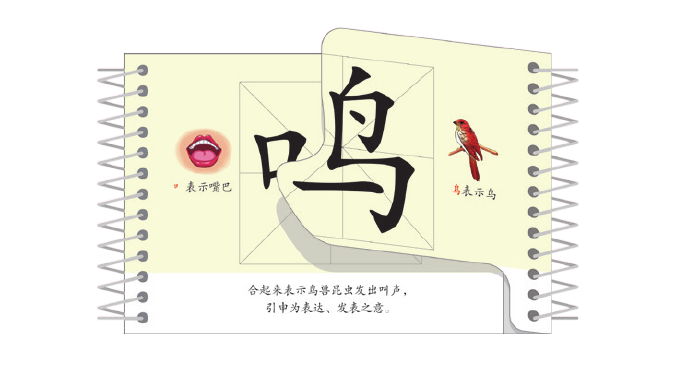 鸣
口 表示嘴巴
鸟表示鸟
合起来表示鸟兽昆虫发出叫声，
引申为表达、发表之意。